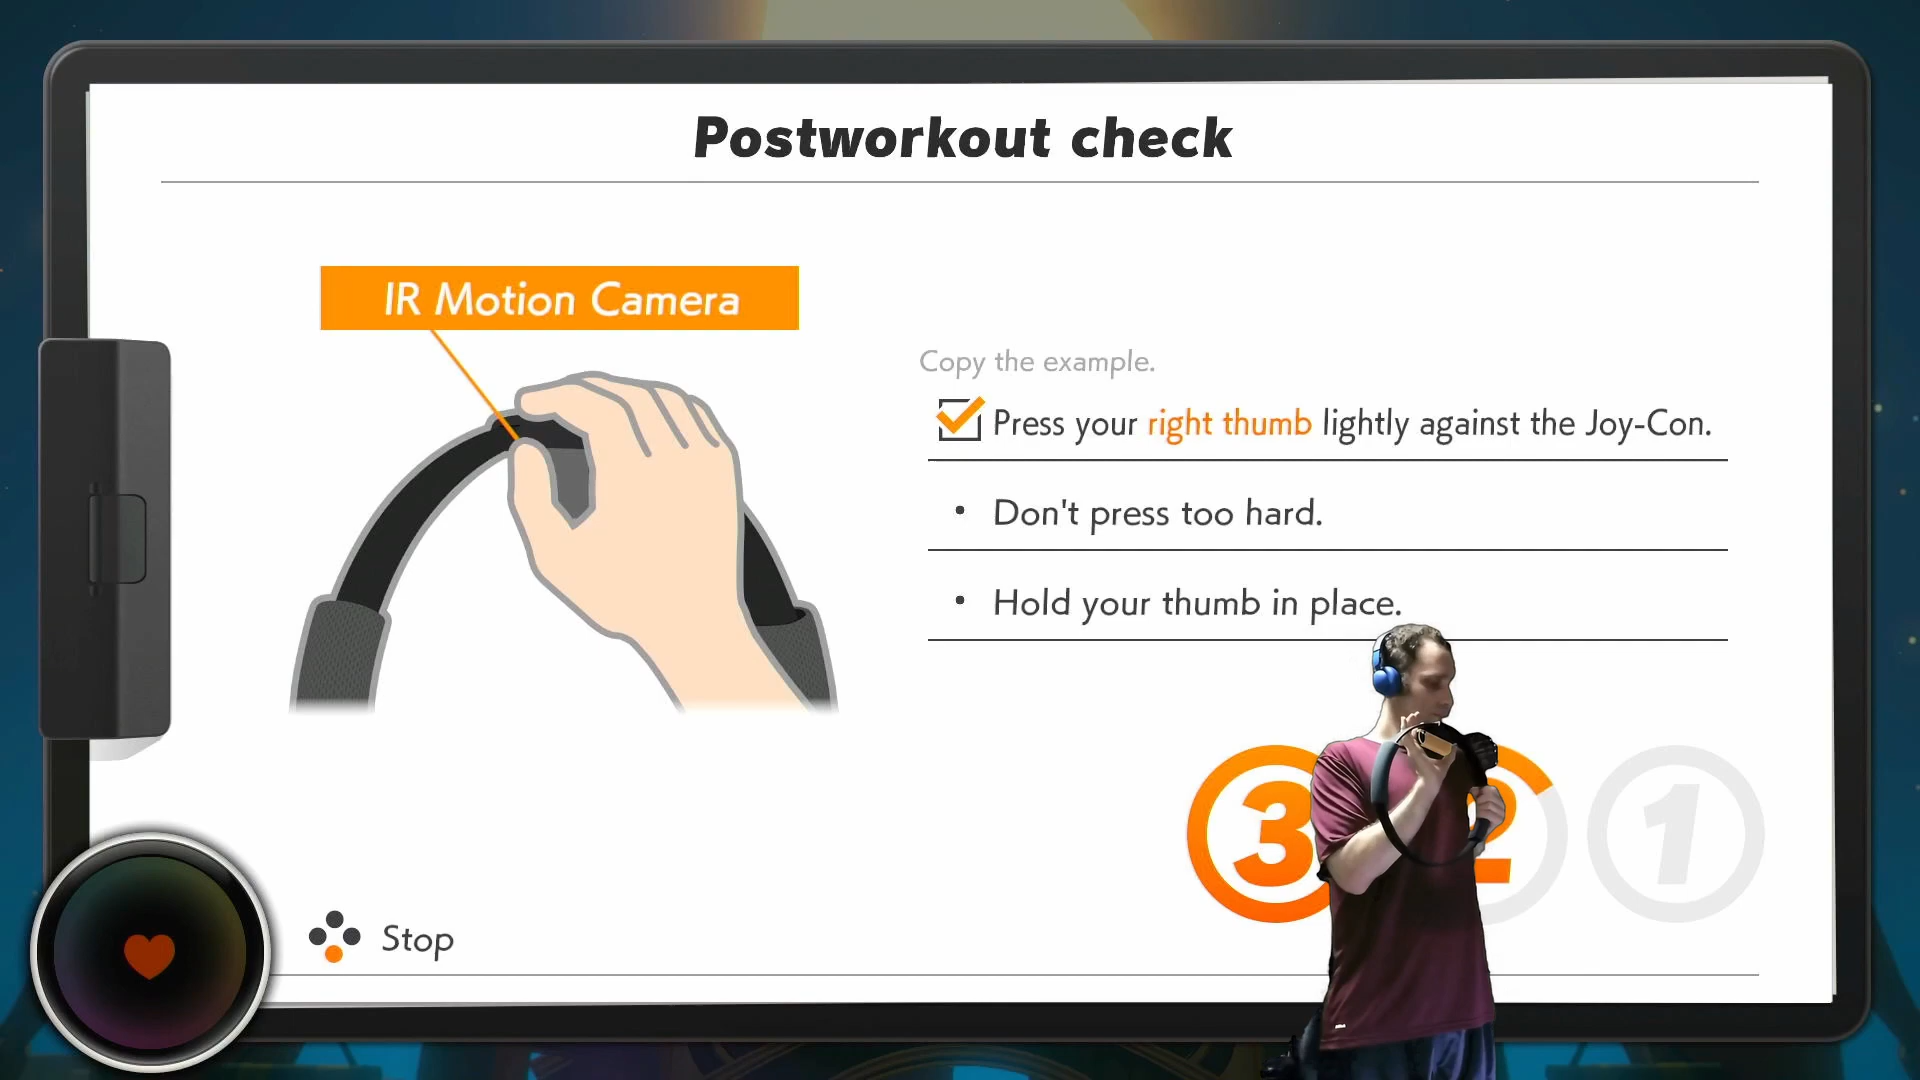 Postworkout check
IR Motion Camera
Copy the example.
Press your right thumb lightly against the Joy-Con.
• Don't press too hard.
• Hold your thumb in place.
3 2 1
Stop